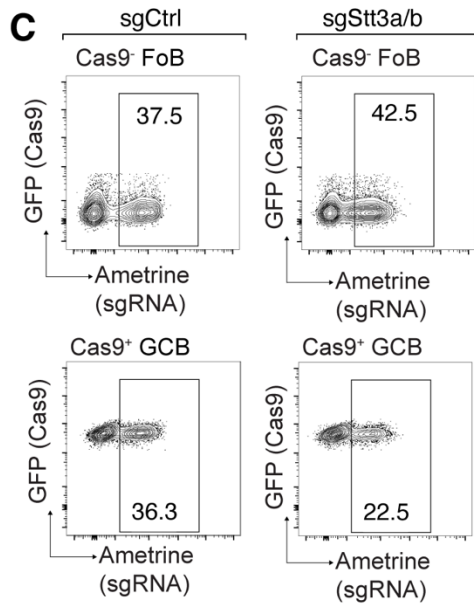 C
sgCtrl
sgStt3a/b
Cas9⁻ FoB
Cas9⁻ FoB
37.5
42.5
GFP (Cas9)
GFP (Cas9)
Ametrine
(sgRNA)
Ametrine
(sgRNA)
Cas9⁺ GCB
Cas9⁺ GCB
GFP (Cas9)
GFP (Cas9)
36.3
22.5
Ametrine
(sgRNA)
Ametrine
(sgRNA)